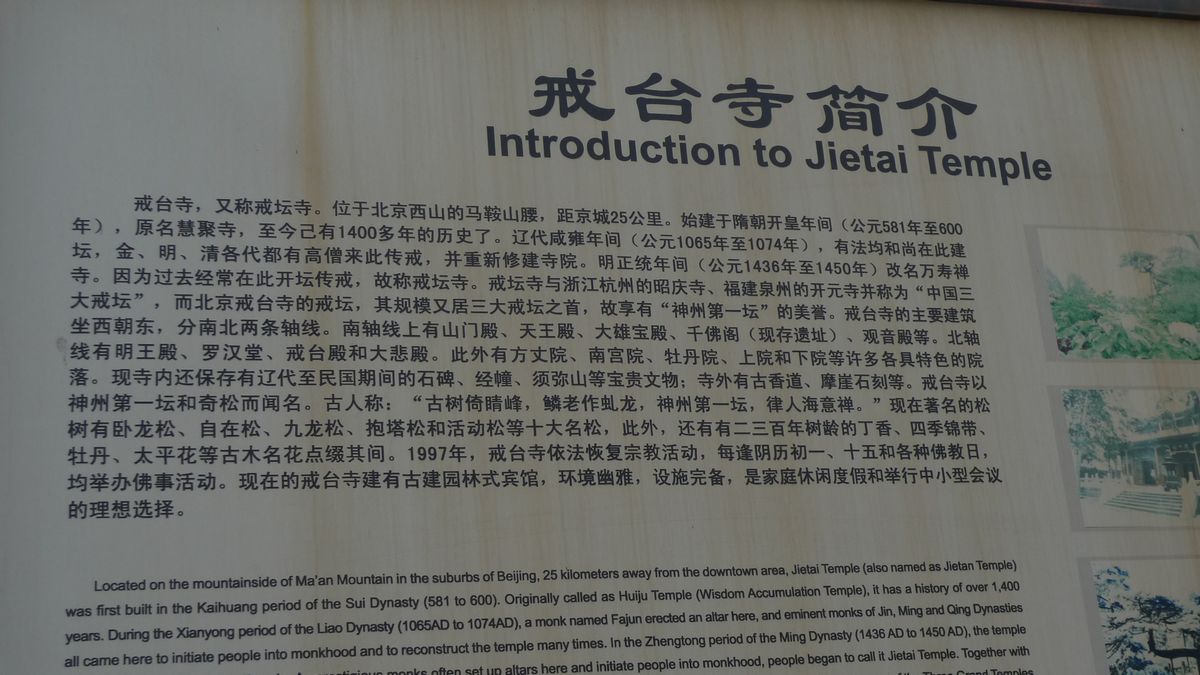 戒台寺简介
Introduction to Jietai Temple
戒台寺，又称戒坛寺。位于北京西山的马鞍山腰，距京城25公里。始建于隋朝开皇年间（公元581年至600
年），原名慧聚寺，至今己有1400多年的历史了。辽代咸雍年间（公元1065年至1074年），有法均和尚在此建
坛，金、明、清各代都有高僧来此传戒，并重新修建寺院。明正统年间（公元1436年至1450年）改名万寿禅
寺。因为过去经常在此开坛传戒，故称戒坛寺。戒坛寺与浙江杭州的昭庆寺、福建泉州的开元寺并称为“中国三
大戒坛”，而北京戒台寺的戒坛，其规模又居三大戒坛之首，故享有“神州第一坛”的美誉。戒台寺的主要建筑
坐西朝东，分南北两条轴线。南轴线上有山门殿、天王殿、大雄宝殿、千佛阁（现存遗址）、观音殿等。北轴
线有明王殿、罗汉堂、戒台殿和大悲殿。此外有方丈院、南宫院、牡丹院、上院和下院等许多各具特色的院
落。现寺内还保存有辽代至民国期间的石碑、经幢、须弥山等宝贵文物；寺外有古香道、摩崖石刻等。戒台寺以
神州第一坛和奇松而闻名。古人称：“古树倚睛峰，鳞老作虬龙，神州第一坛，律人海意禅。”现在著名的松
树有卧龙松、自在松、九龙松、抱塔松和活动松等十大名松，此外，还有有二三百年树龄的丁香、四季锦带、
牡丹、太平花等古木名花点缀其间。1997年，戒台寺依法恢复宗教活动，每逢阴历初一、十五和各种佛教日，
均举办佛事活动。现在的戒台寺建有古建园林式宾馆，环境幽雅，设施完备，是家庭休闲度假和举行中小型会议
的理想选择。
Located on the mountainside of Ma'an Mountain in the suburbs of Beijing, 25 kilometers away from the downtown area, Jietai Temple (also named as Jietan Temple)
was first built in the Kaihuang period of the Sui Dynasty (581 to 600). Originally called as Huiju Temple (Wisdom Accumulation Temple), it has a history of over 1,400
years. During the Xianyong period of the Liao Dynasty (1065AD to 1074AD), a monk named Fajun erected an altar here, and eminent monks of Jin, Ming and Qing Dynasties
all came here to initiate people into monkhood and to reconstruct the temple many times. In the Zhengtong period of the Ming Dynasty (1436 AD to 1450 AD), the temple
monks often set up altars here and initiate people into monkhood, people began to call it Jietai Temple. Together with
of the Three Grand Temples